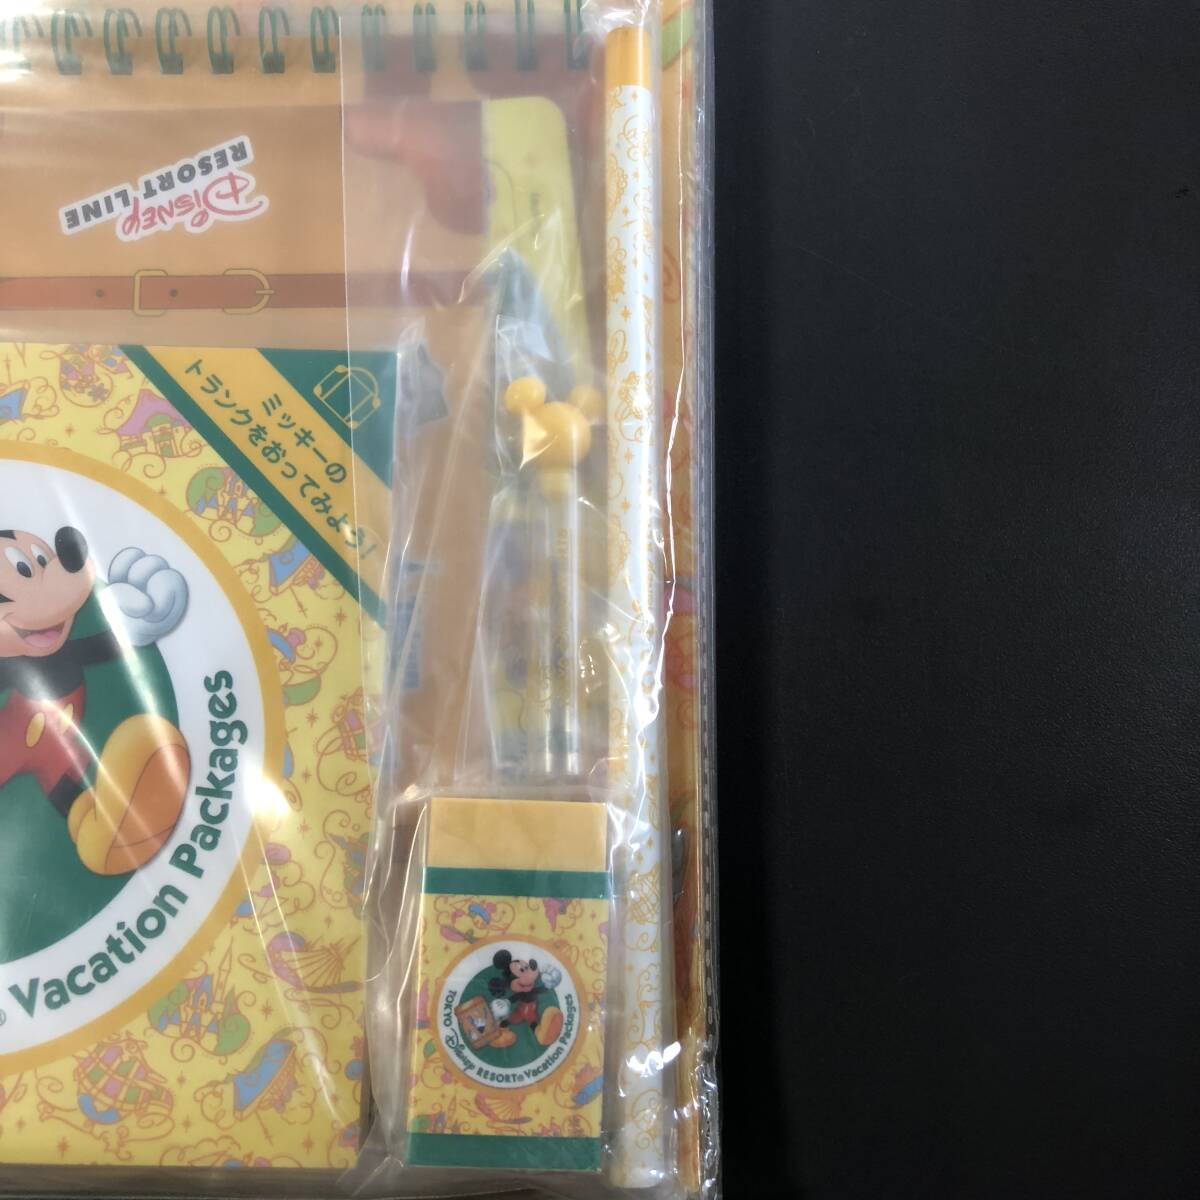 DISNEY
RESORT LINE
ミッキーの
トランクをおってみよう!
® Vacation Packages
TOKYO Disney RESORT® Vacation Packages